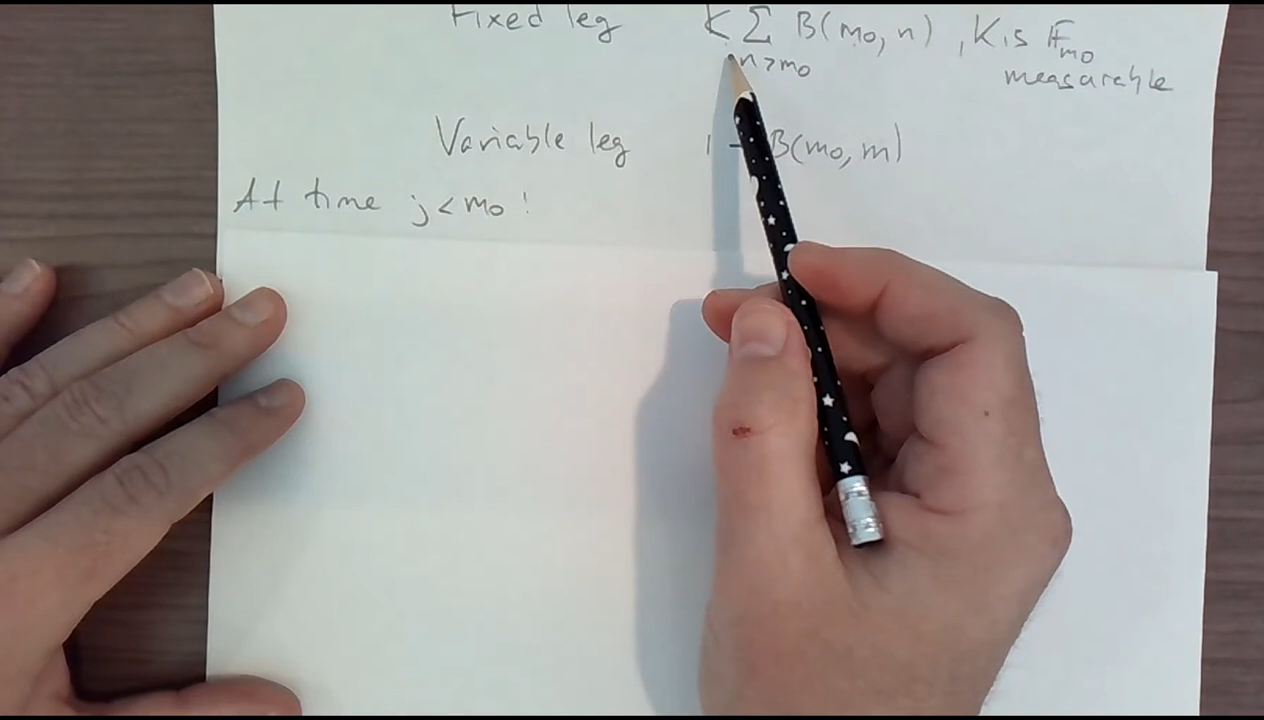 Fixed leg K Σ B(m₀, n) , K is F_m₀
n > m₀ measurable
Variable leg 1 - B(m₀, m)
At time j < m₀ :